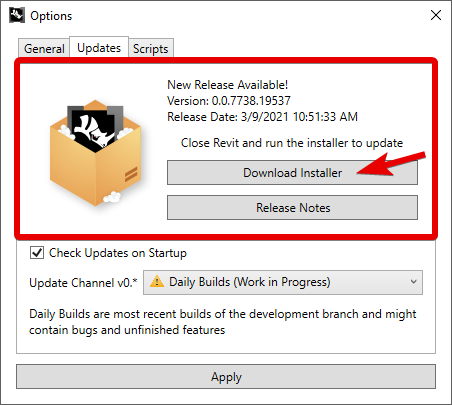 Options
General Updates Scripts
New Release Available!
Version: 0.0.7738.19537
Release Date: 3/9/2021 10:51:33 AM
Close Revit and run the installer to update
Download Installer
Release Notes
Check Updates on Startup
Update Channel v0.* Daily Builds (Work in Progress)
Daily Builds are most recent builds of the development branch and might
contain bugs and unfinished features
Apply